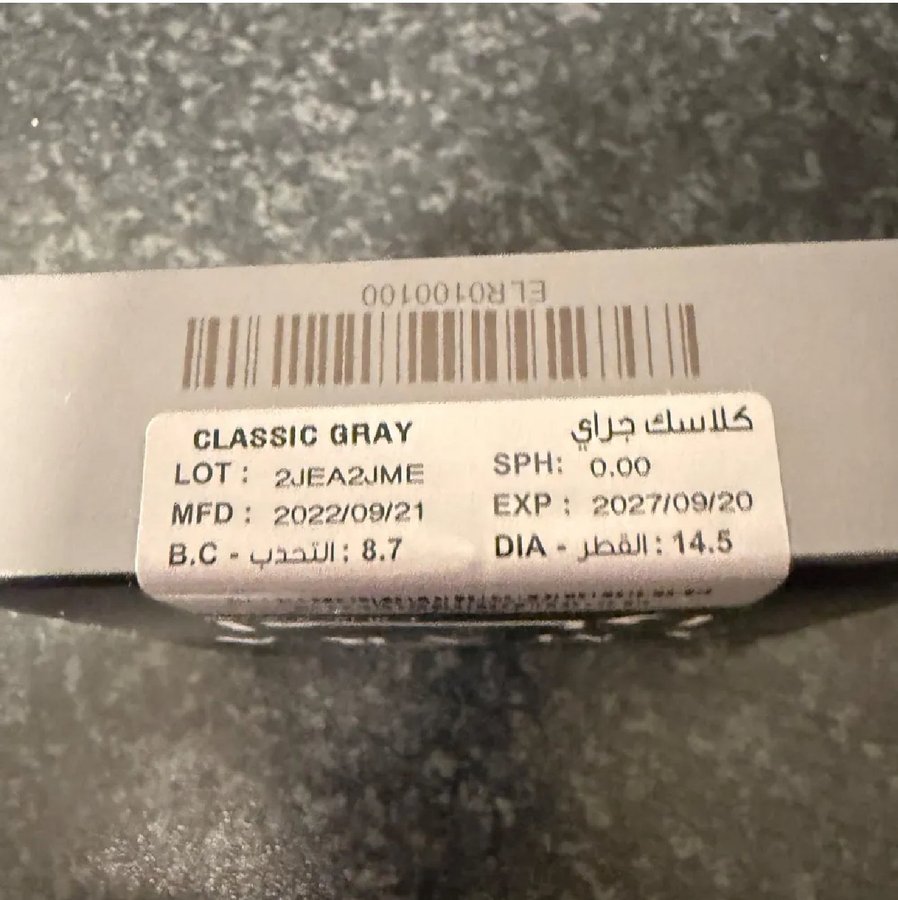 ELR01000100
CLASSIC GRAY كلاسك جراي
LOT : 2JEA2JME SPH: 0.00
MFD : 2022/09/21 EXP : 2027/09/20
B.C - التحدب : 8.7 DIA - القطر : 14.5